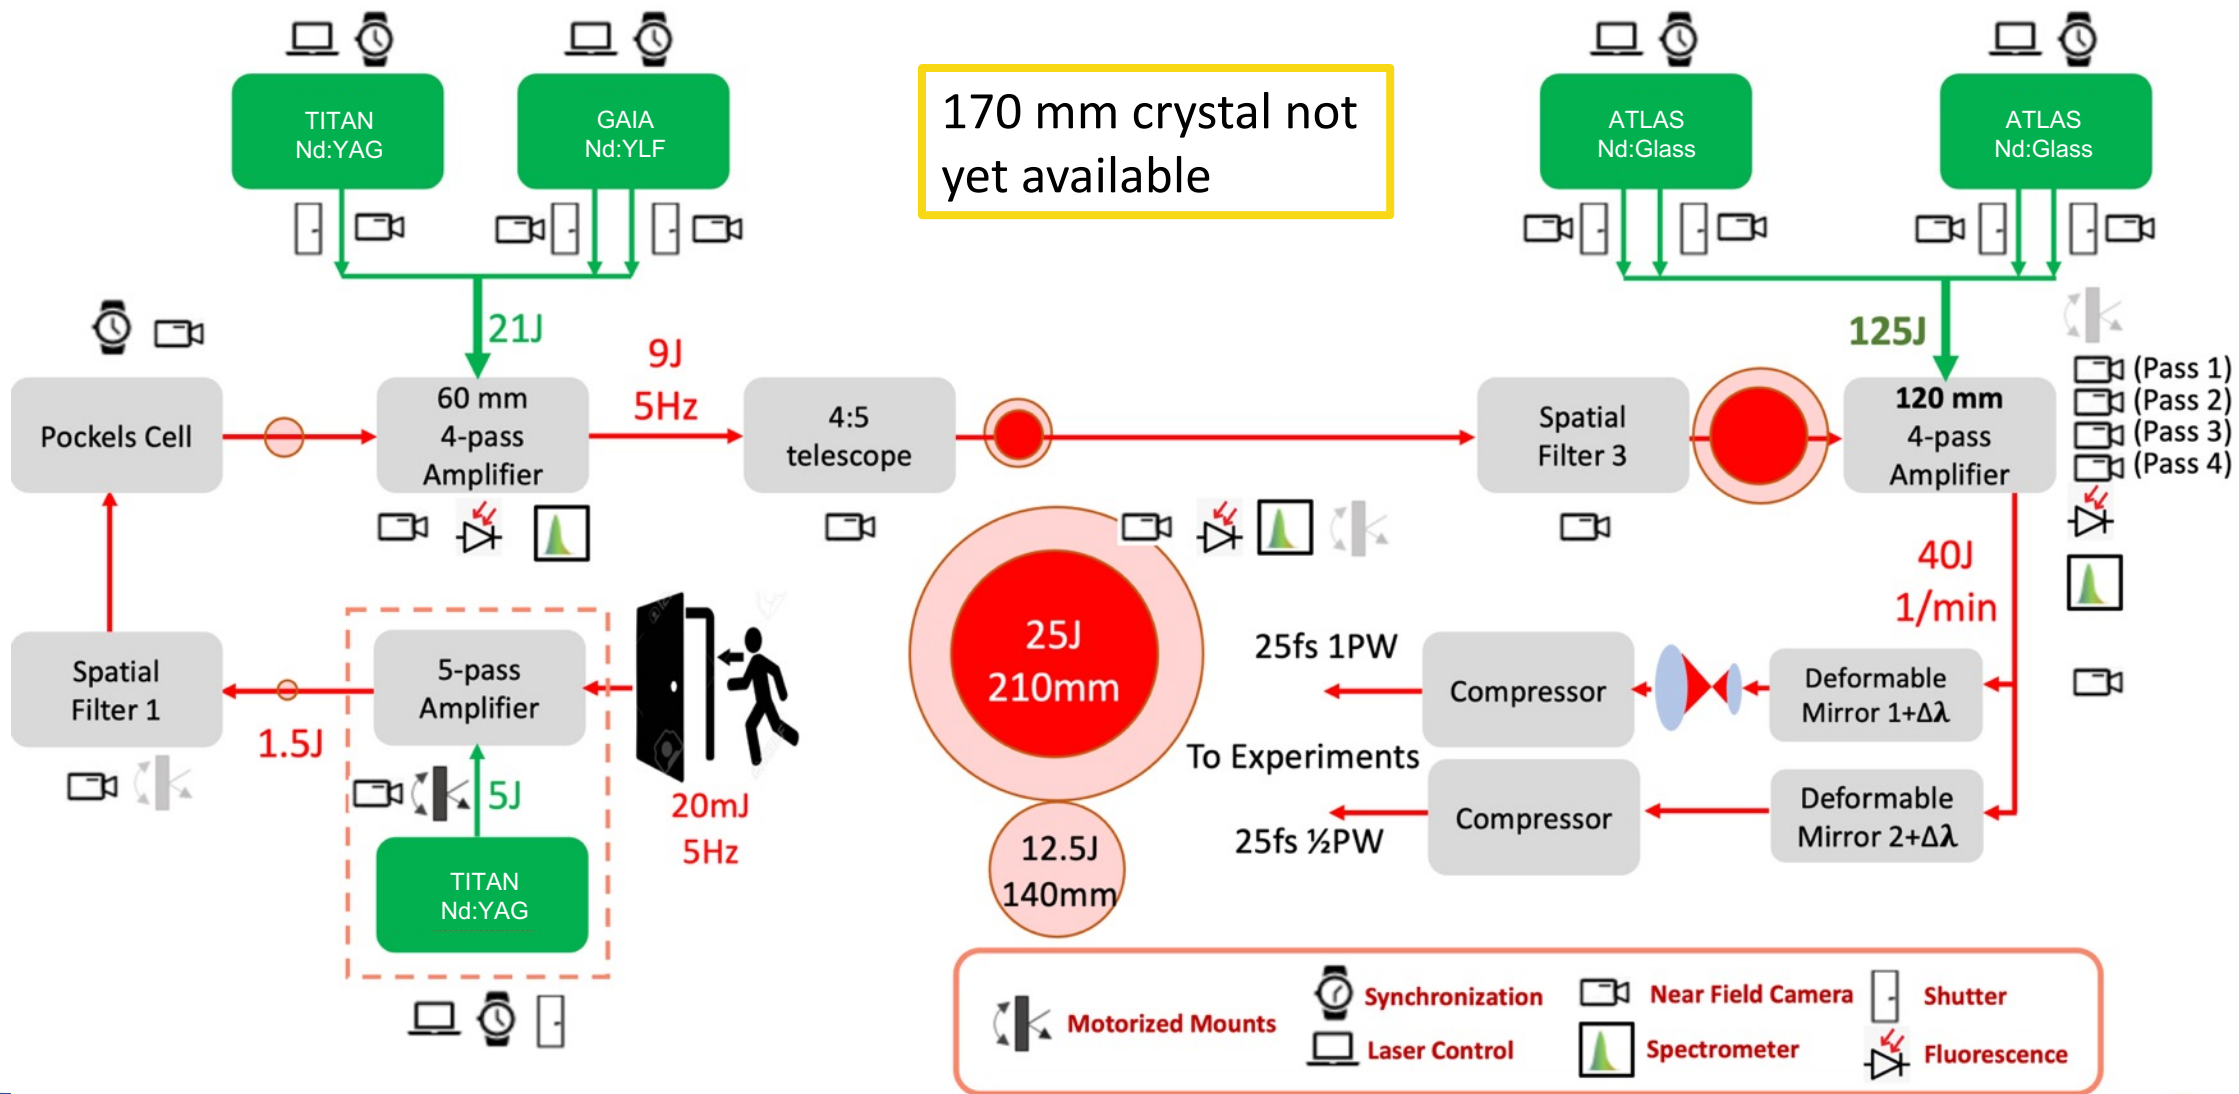 TITAN
Nd:YAG
GAIA
Nd:YLF
170 mm crystal not
yet available
ATLAS
Nd:Glass
ATLAS
Nd:Glass
21J
9J
5Hz
125J
Pockels Cell
60 mm
4-pass
Amplifier
4:5
telescope
Spatial
Filter 3
120 mm
4-pass
Amplifier
(Pass 1)
(Pass 2)
(Pass 3)
(Pass 4)
40J
1/min
Spatial
Filter 1
1.5J
5-pass
Amplifier
5J
TITAN
Nd:YAG
20mJ
5Hz
25J
210mm
12.5J
140mm
25fs 1PW
To Experiments
25fs ½PW
Compressor
Compressor
Deformable
Mirror 1+Δλ
Deformable
Mirror 2+Δλ
Motorized Mounts
Synchronization
Laser Control
Near Field Camera
Spectrometer
Shutter
Fluorescence